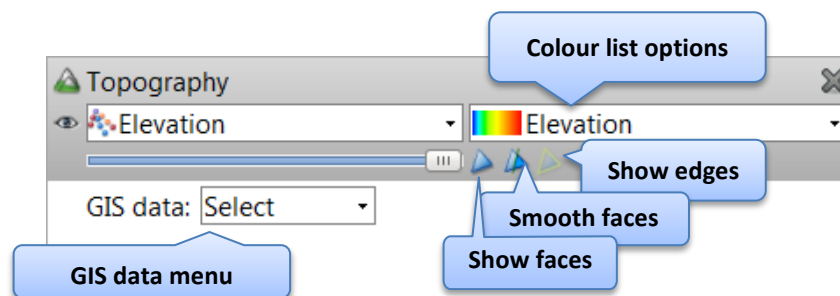 Colour list options
Topography
Elevation
Elevation
Show edges
GIS data: Select
Smooth faces
Show faces
GIS data menu